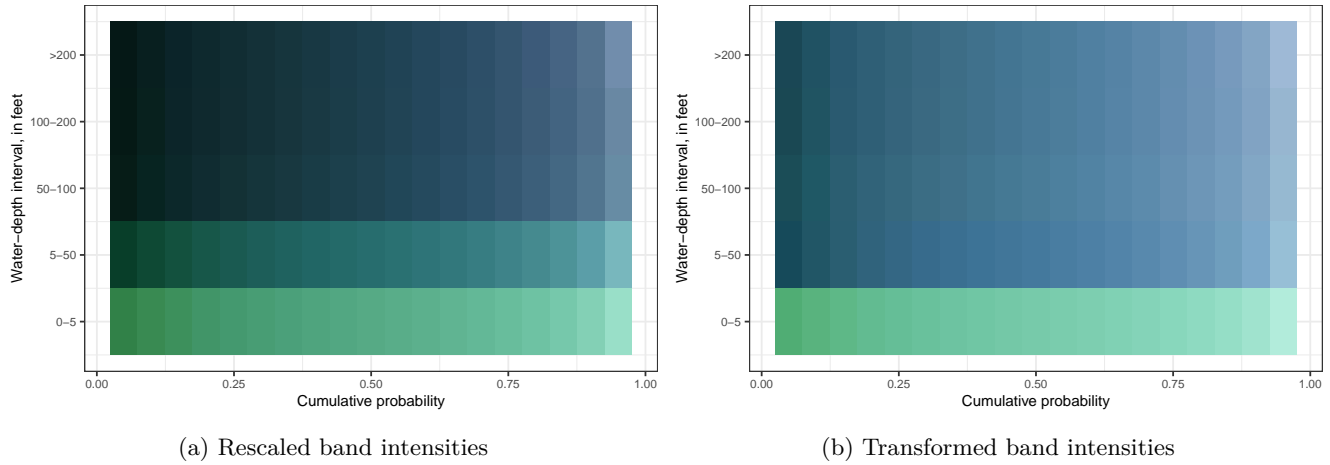 >200
100−200
50−100
5−50
0−5
Water−depth interval, in feet
0.00 0.25 0.50 0.75 1.00
Cumulative probability
(a) Rescaled band intensities
>200
100−200
50−100
5−50
0−5
Water−depth interval, in feet
0.00 0.25 0.50 0.75 1.00
Cumulative probability
(b) Transformed band intensities